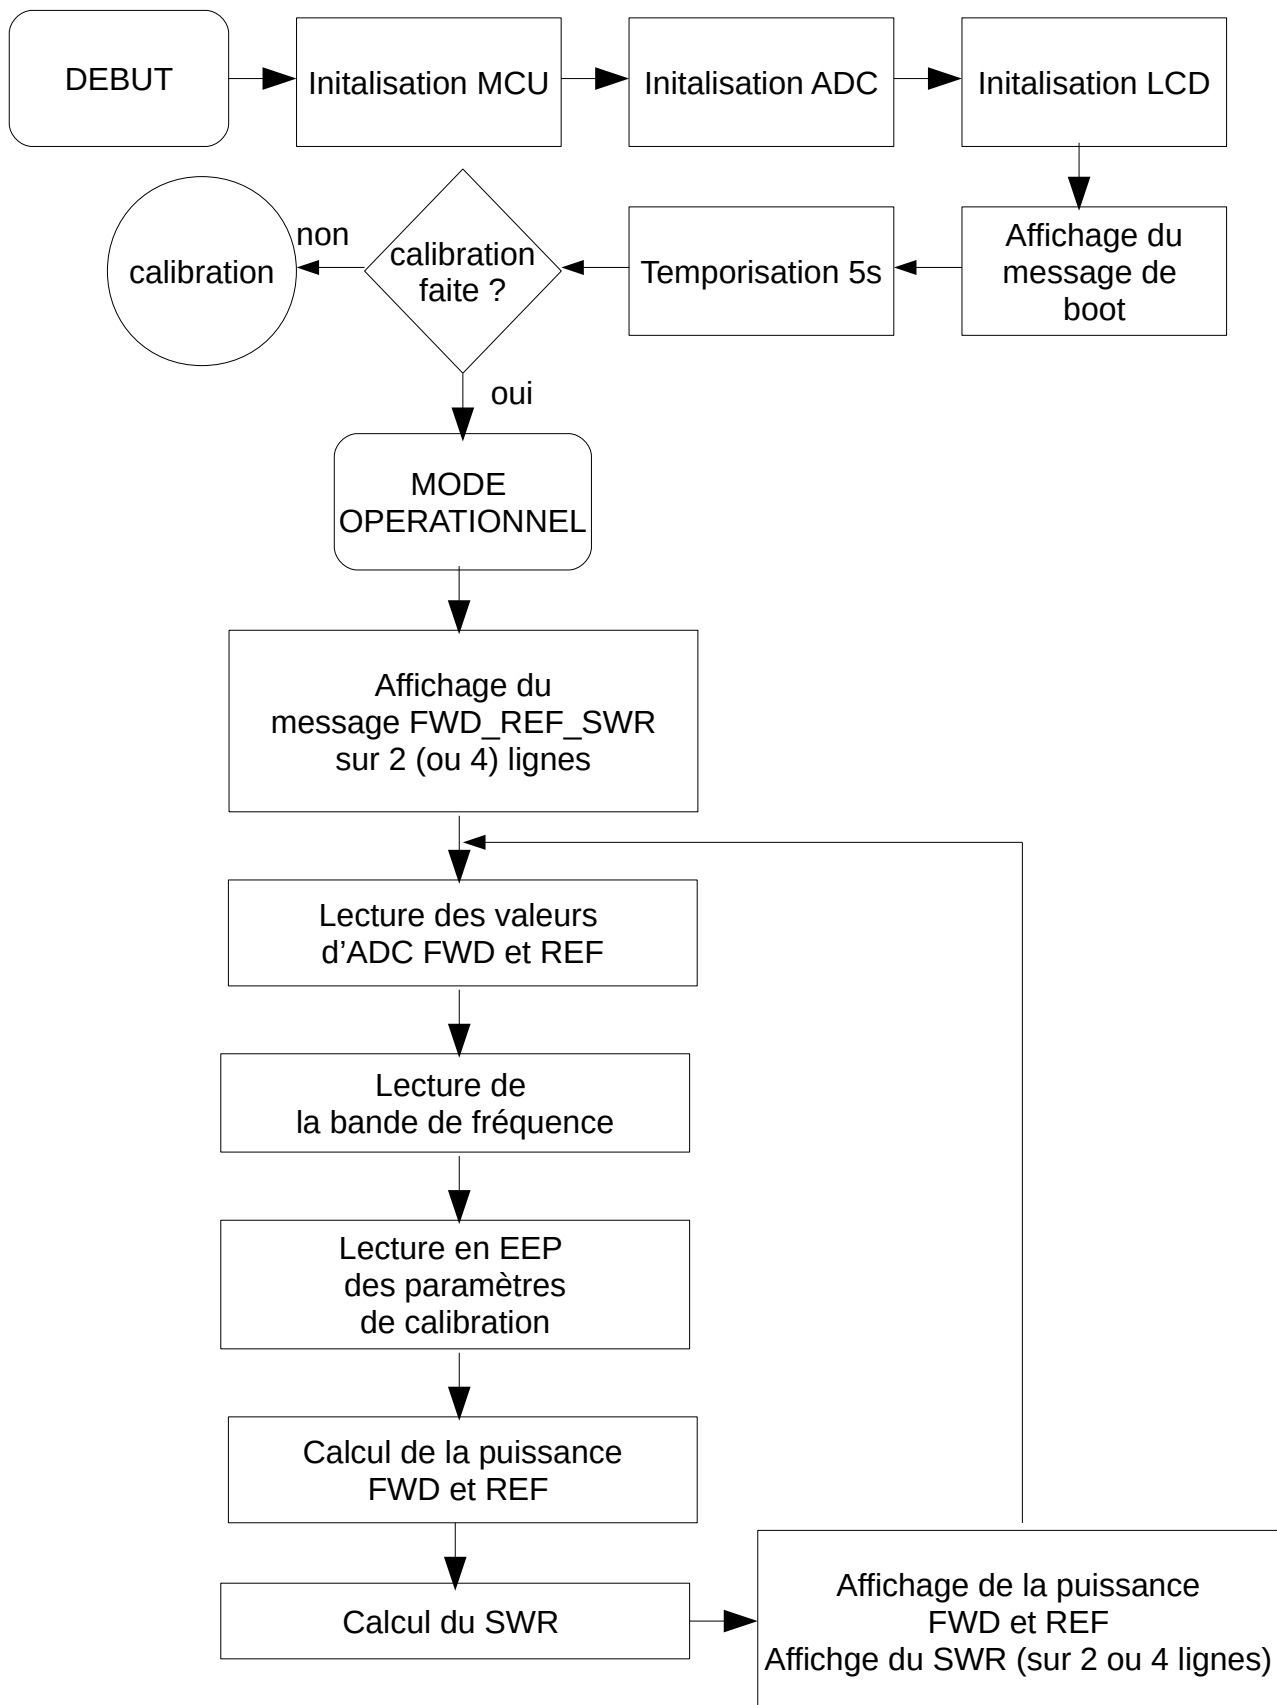 DEBUT
Initalisation MCU
Initalisation ADC
Initalisation LCD
Affichage du
message de
boot
Temporisation 5s
calibration
faite ?
non
calibration
oui
MODE
OPERATIONNEL
Affichage du
message FWD_REF_SWR
sur 2 (ou 4) lignes
Lecture des valeurs
d’ADC FWD et REF
Lecture de
la bande de fréquence
Lecture en EEP
des paramètres
de calibration
Calcul de la puissance
FWD et REF
Calcul du SWR
Affichage de la puissance
FWD et REF
Affichge du SWR (sur 2 ou 4 lignes)